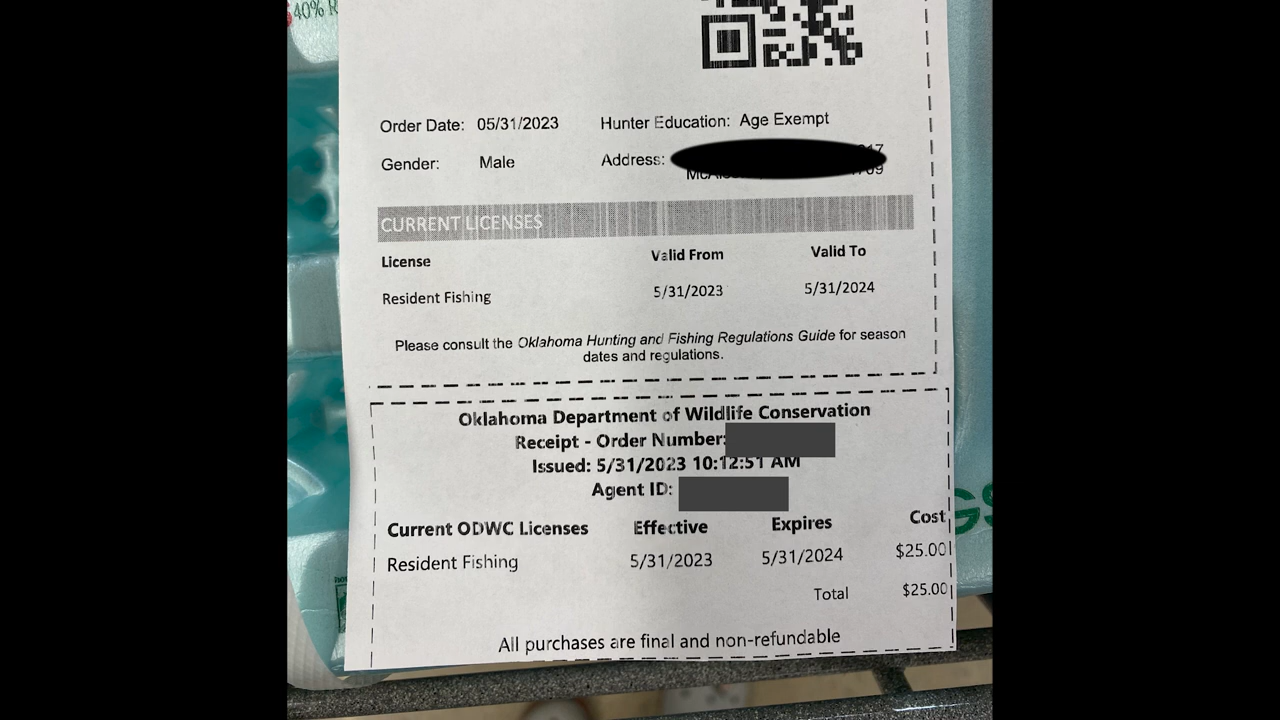 40% R
Order Date: 05/31/2023 Hunter Education: Age Exempt
Gender: Male Address:
CURRENT LICENSES
License Valid From Valid To
Resident Fishing 5/31/2023 5/31/2024
Please consult the Oklahoma Hunting and Fishing Regulations Guide for season
dates and regulations.
Oklahoma Department of Wildlife Conservation
Receipt - Order Number:
Issued: 5/31/2023 10:12:51 AM
Agent ID:
GS
Current ODWC Licenses Effective Expires Cost
Resident Fishing 5/31/2023 5/31/2024 $25.00
Total $25.00
All purchases are final and non-refundable